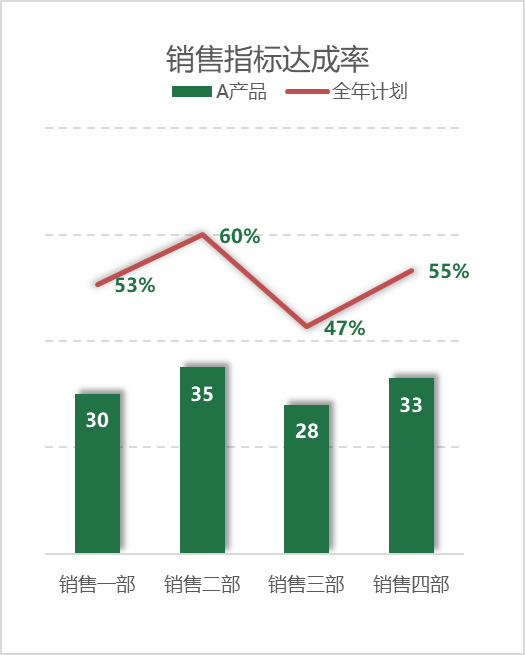 销售指标达成率
A产品 全年计划
60%
53%
55%
47%
30 35 28 33
销售一部 销售二部 销售三部 销售四部